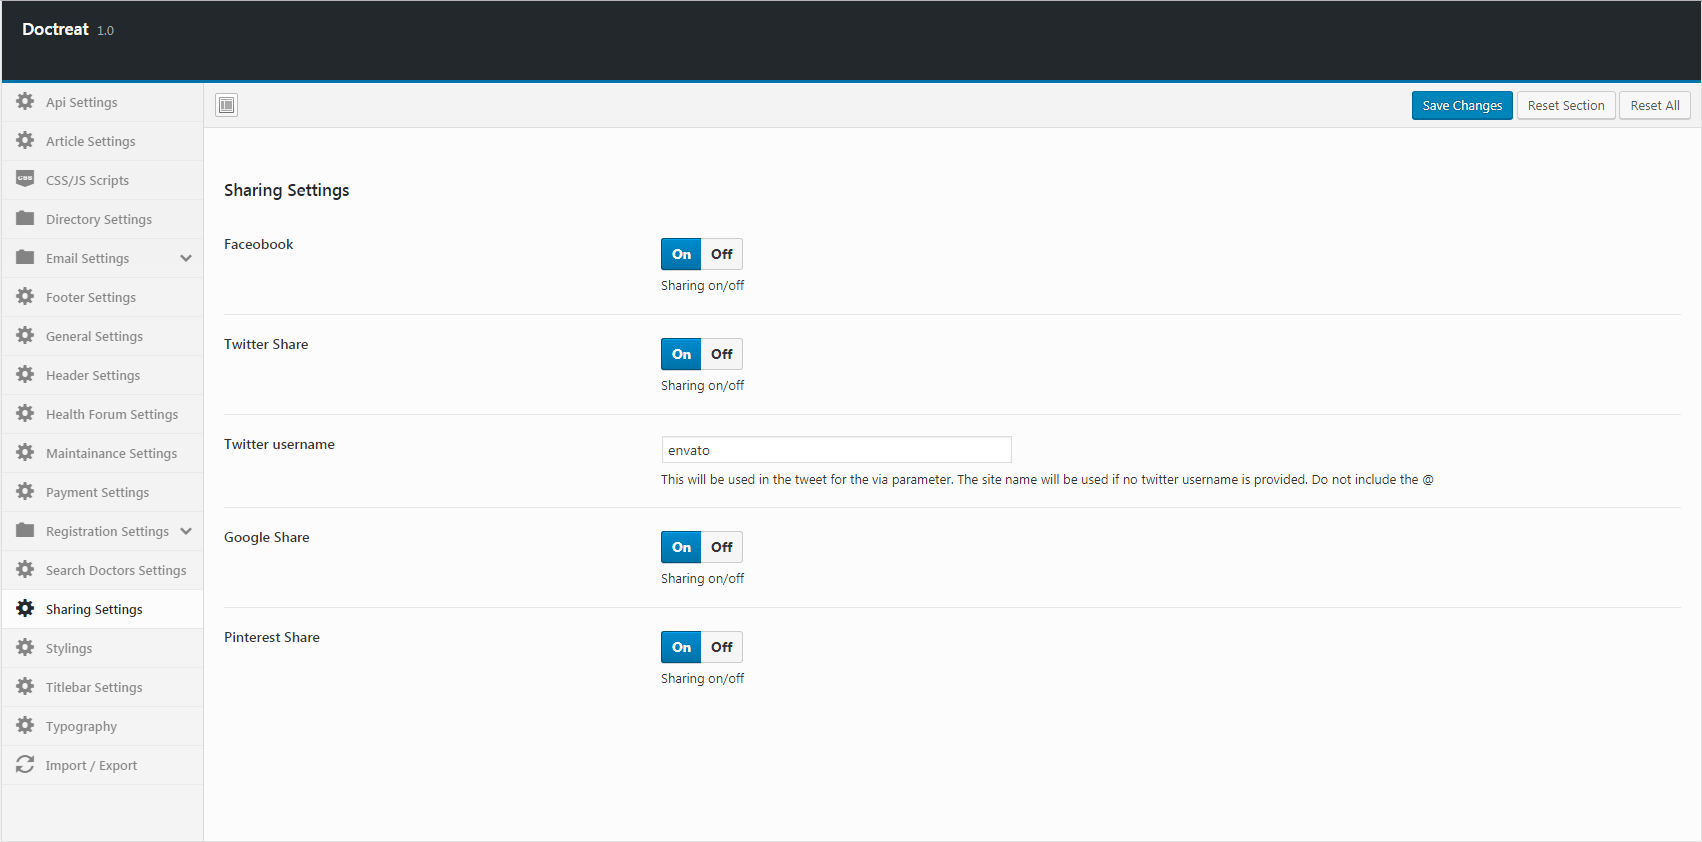 Doctreat 1.0
Save Changes Reset Section Reset All
Api Settings
Article Settings
CSS/JS Scripts
Directory Settings
Email Settings
Footer Settings
General Settings
Header Settings
Health Forum Settings
Maintainance Settings
Payment Settings
Registration Settings
Search Doctors Settings
Sharing Settings
Stylings
Titlebar Settings
Typography
Import / Export
Sharing Settings
Faceobook
On Off
Sharing on/off
Twitter Share
On Off
Sharing on/off
Twitter username
envato
This will be used in the tweet for the via parameter. The site name will be used if no twitter username is provided. Do not include the @
Google Share
On Off
Sharing on/off
Pinterest Share
On Off
Sharing on/off